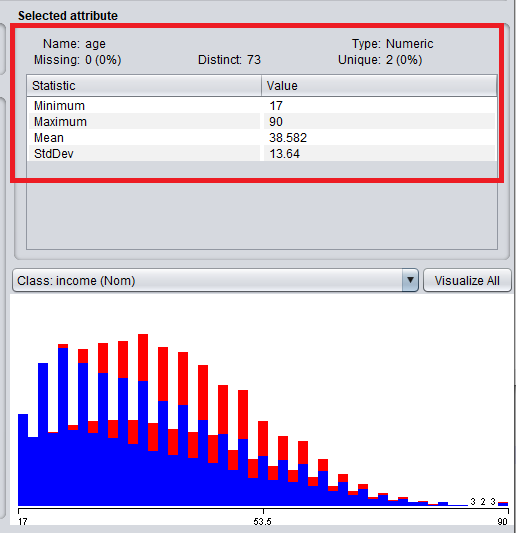 Selected attribute
Name: age Type: Numeric
Missing: 0 (0%) Distinct: 73 Unique: 2 (0%)
Statistic Value
Minimum 17
Maximum 90
Mean 38.582
StdDev 13.64
Class: income (Nom) Visualize All
3 2 3
17 53.5 90